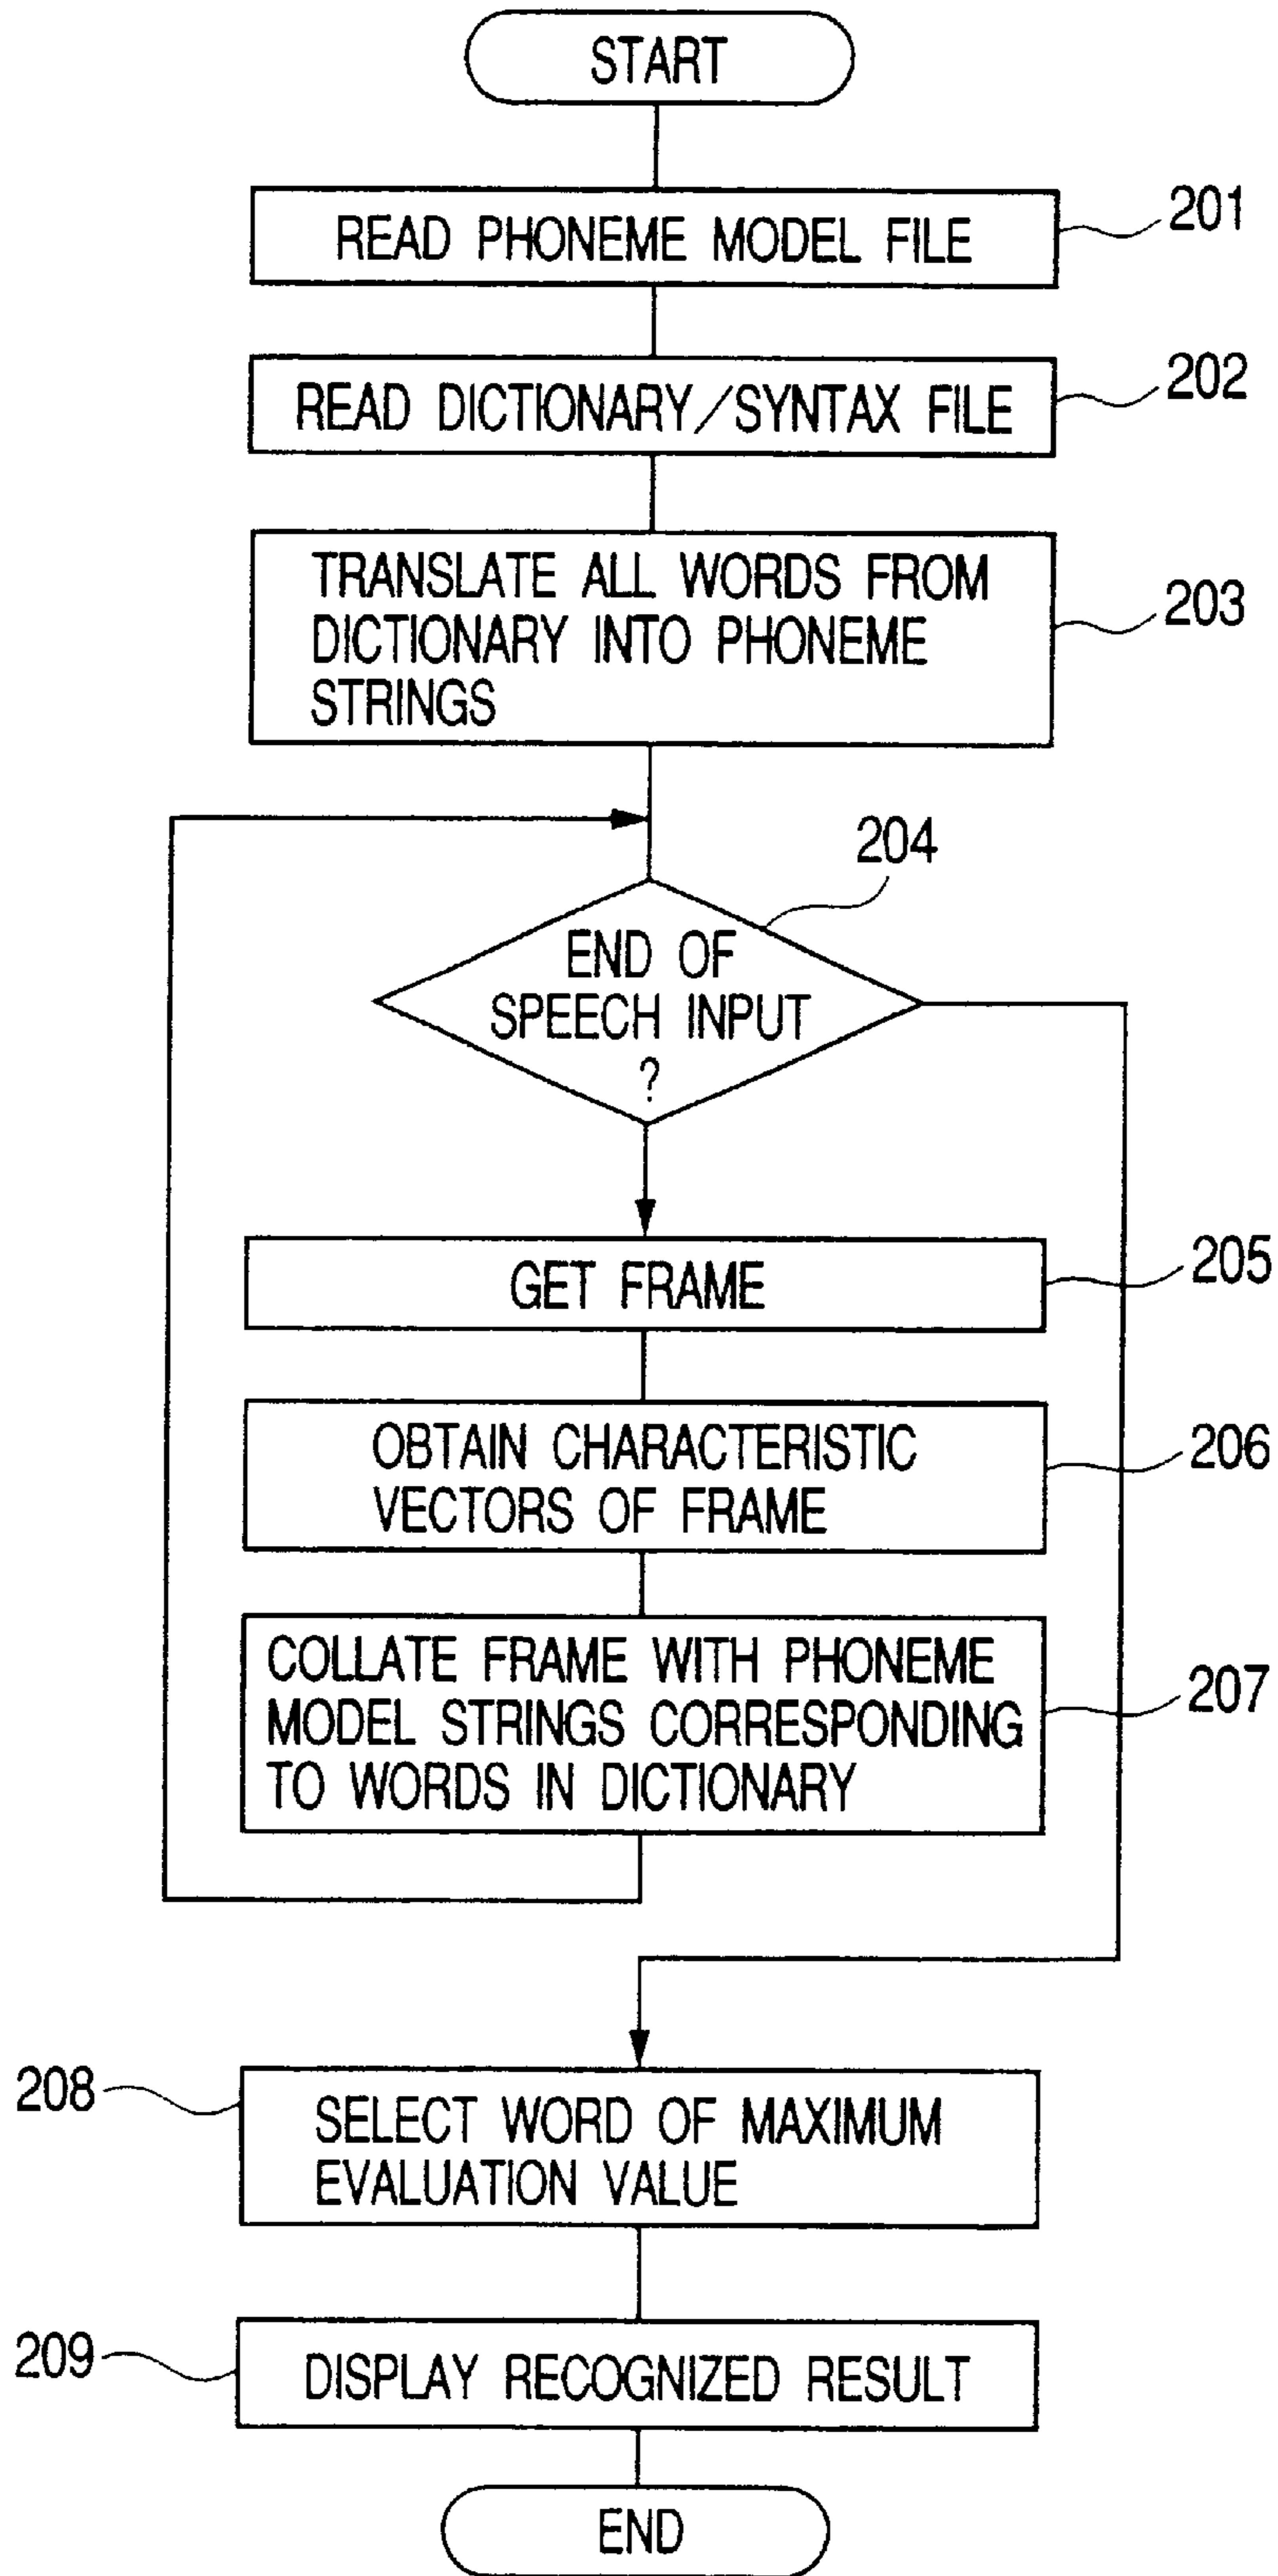 START
READ PHONEME MODEL FILE
201
READ DICTIONARY/SYNTAX FILE
202
TRANSLATE ALL WORDS FROM
DICTIONARY INTO PHONEME
STRINGS
203
204
END OF
SPEECH INPUT
?
GET FRAME
205
OBTAIN CHARACTERISTIC
VECTORS OF FRAME
206
COLLATE FRAME WITH PHONEME
MODEL STRINGS CORRESPONDING
TO WORDS IN DICTIONARY
207
208
SELECT WORD OF MAXIMUM
EVALUATION VALUE
209
DISPLAY RECOGNIZED RESULT
END